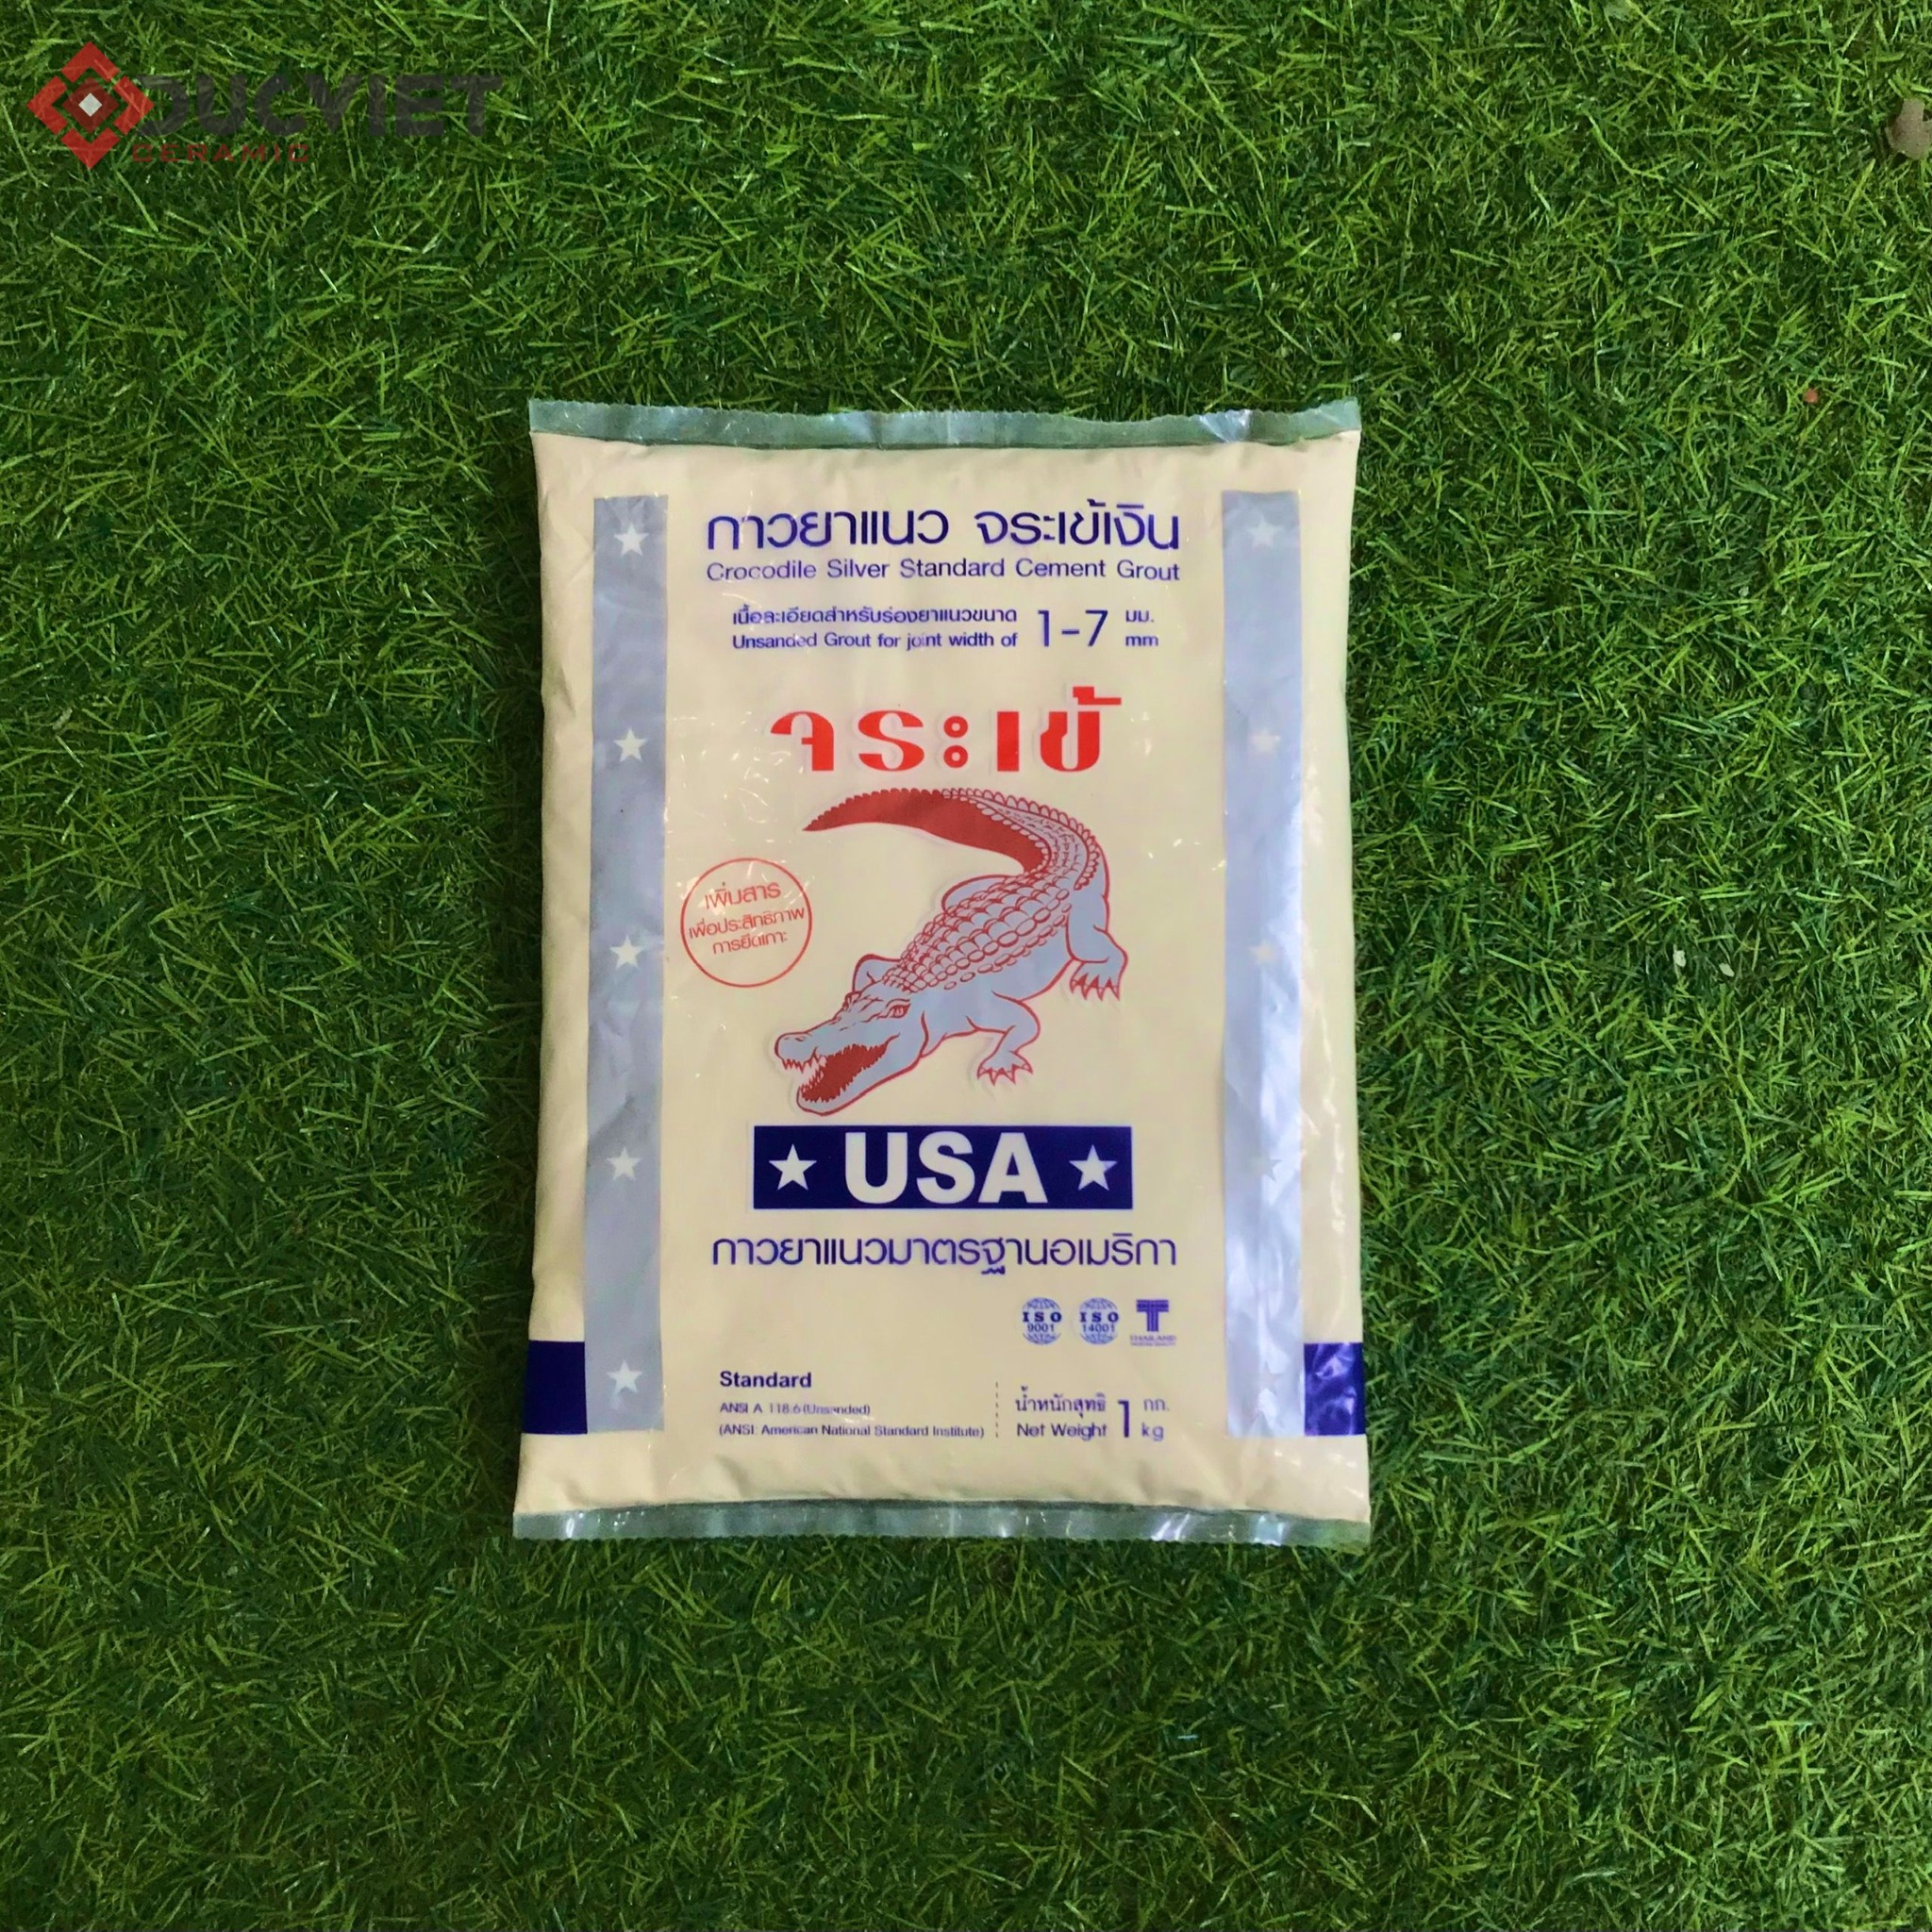 DUCVIET
CERAMIC
กาวยาแนว จระเข้เงิน
Crocodile Silver Standard Cement Grout
เนื้อละเอียดสำหรับร่องยาแนวขนาด 1-7 มม.
Unsanded Grout for joint width of mm
จระเข้
เพิ่มสาร
เพื่อประสิทธิภาพ
การยึดเกาะ
USA
กาวยาแนวมาตรฐานอเมริกา
ISO 9001
ISO 14001
T
THAILAND
Standard
ANSI A 118.6 (Unsanded)
(ANSI: American National Standard Institute)
น้ำหนักสุทธิ 1 กก.
Net Weight kg